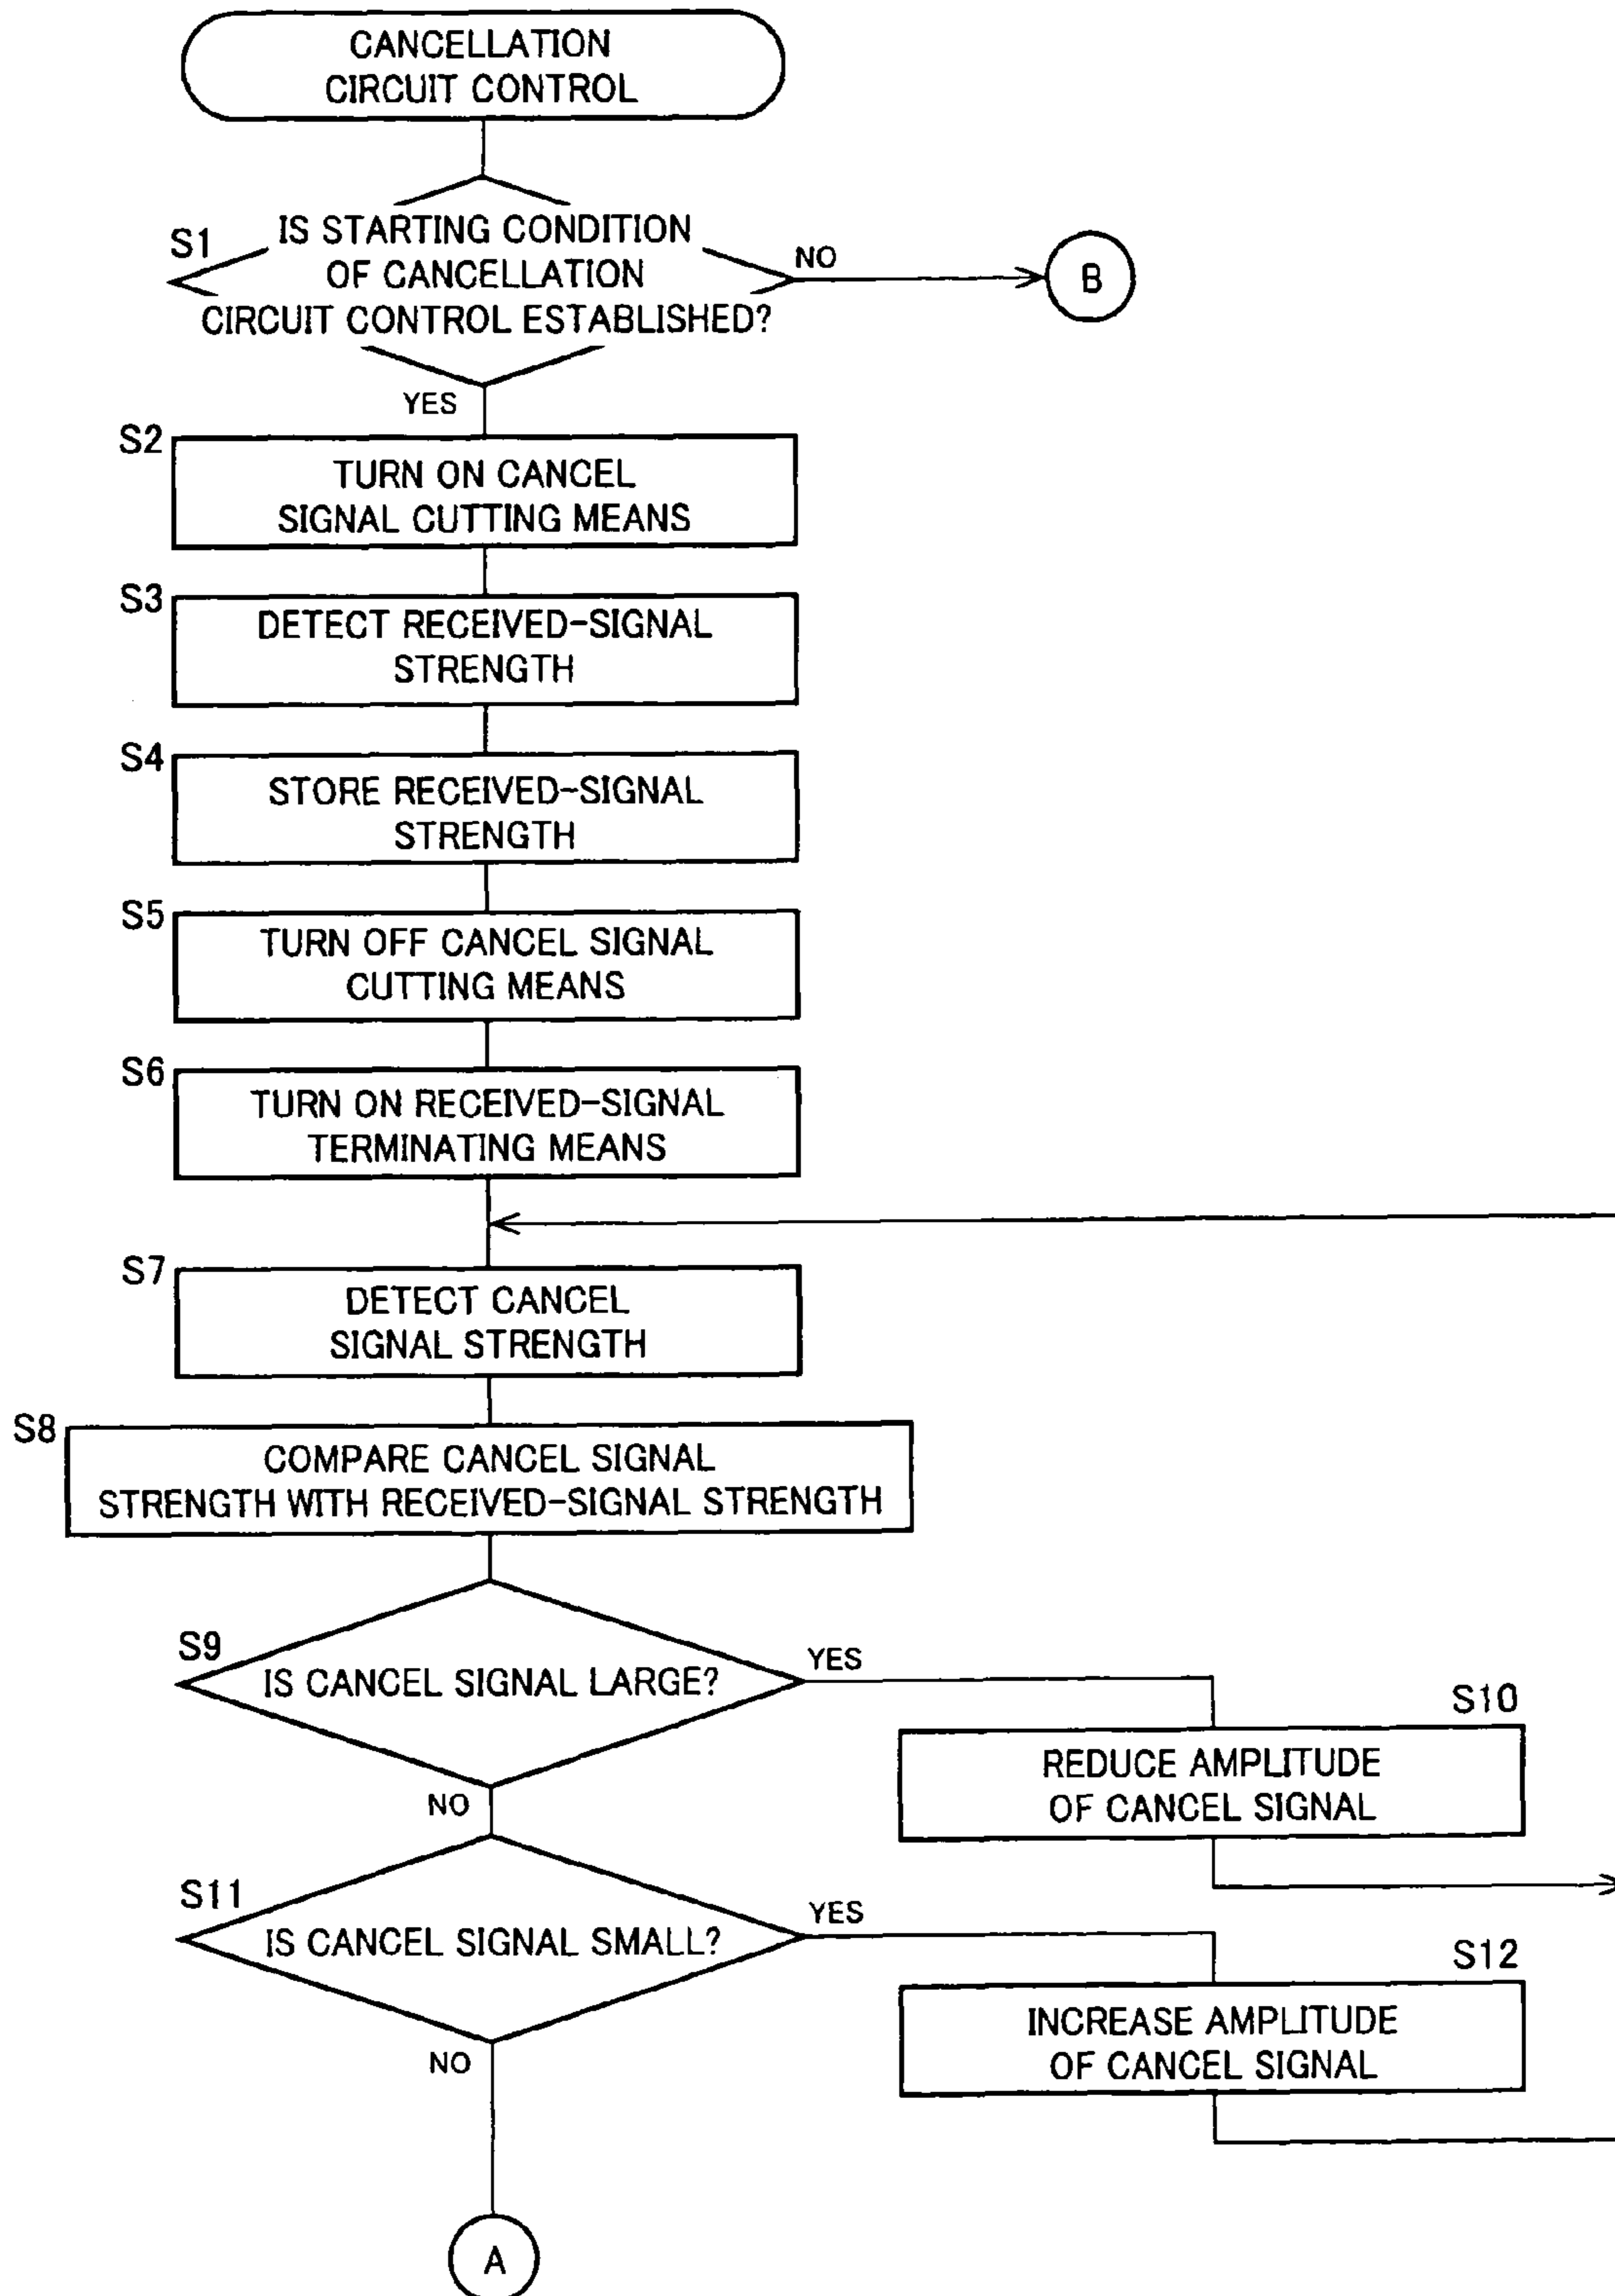 CANCELLATION
CIRCUIT CONTROL
S1
IS STARTING CONDITION
OF CANCELLATION
CIRCUIT CONTROL ESTABLISHED?
NO
B
YES
S2
TURN ON CANCEL
SIGNAL CUTTING MEANS
S3
DETECT RECEIVED-SIGNAL
STRENGTH
S4
STORE RECEIVED-SIGNAL
STRENGTH
S5
TURN OFF CANCEL SIGNAL
CUTTING MEANS
S6
TURN ON RECEIVED-SIGNAL
TERMINATING MEANS
S7
DETECT CANCEL
SIGNAL STRENGTH
S8
COMPARE CANCEL SIGNAL
STRENGTH WITH RECEIVED-SIGNAL STRENGTH
S9
IS CANCEL SIGNAL LARGE?
YES
S10
REDUCE AMPLITUDE
OF CANCEL SIGNAL
NO
S11
IS CANCEL SIGNAL SMALL?
YES
S12
INCREASE AMPLITUDE
OF CANCEL SIGNAL
NO
A